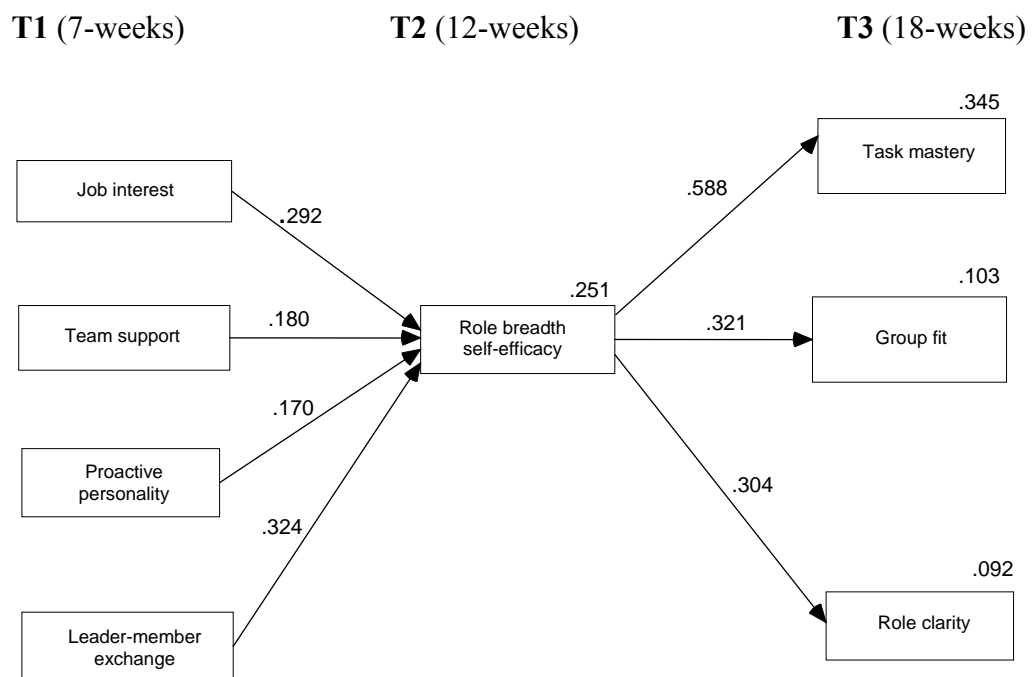 T1 (7-weeks)
T2 (12-weeks)
T3 (18-weeks)
.345
Task mastery
.588
Job interest
.292
.251
.103
Team support
.180
Role breadth
self-efficacy
.321
Group fit
.170
Proactive
personality
.304
.324
.092
Leader-member
exchange
Role clarity